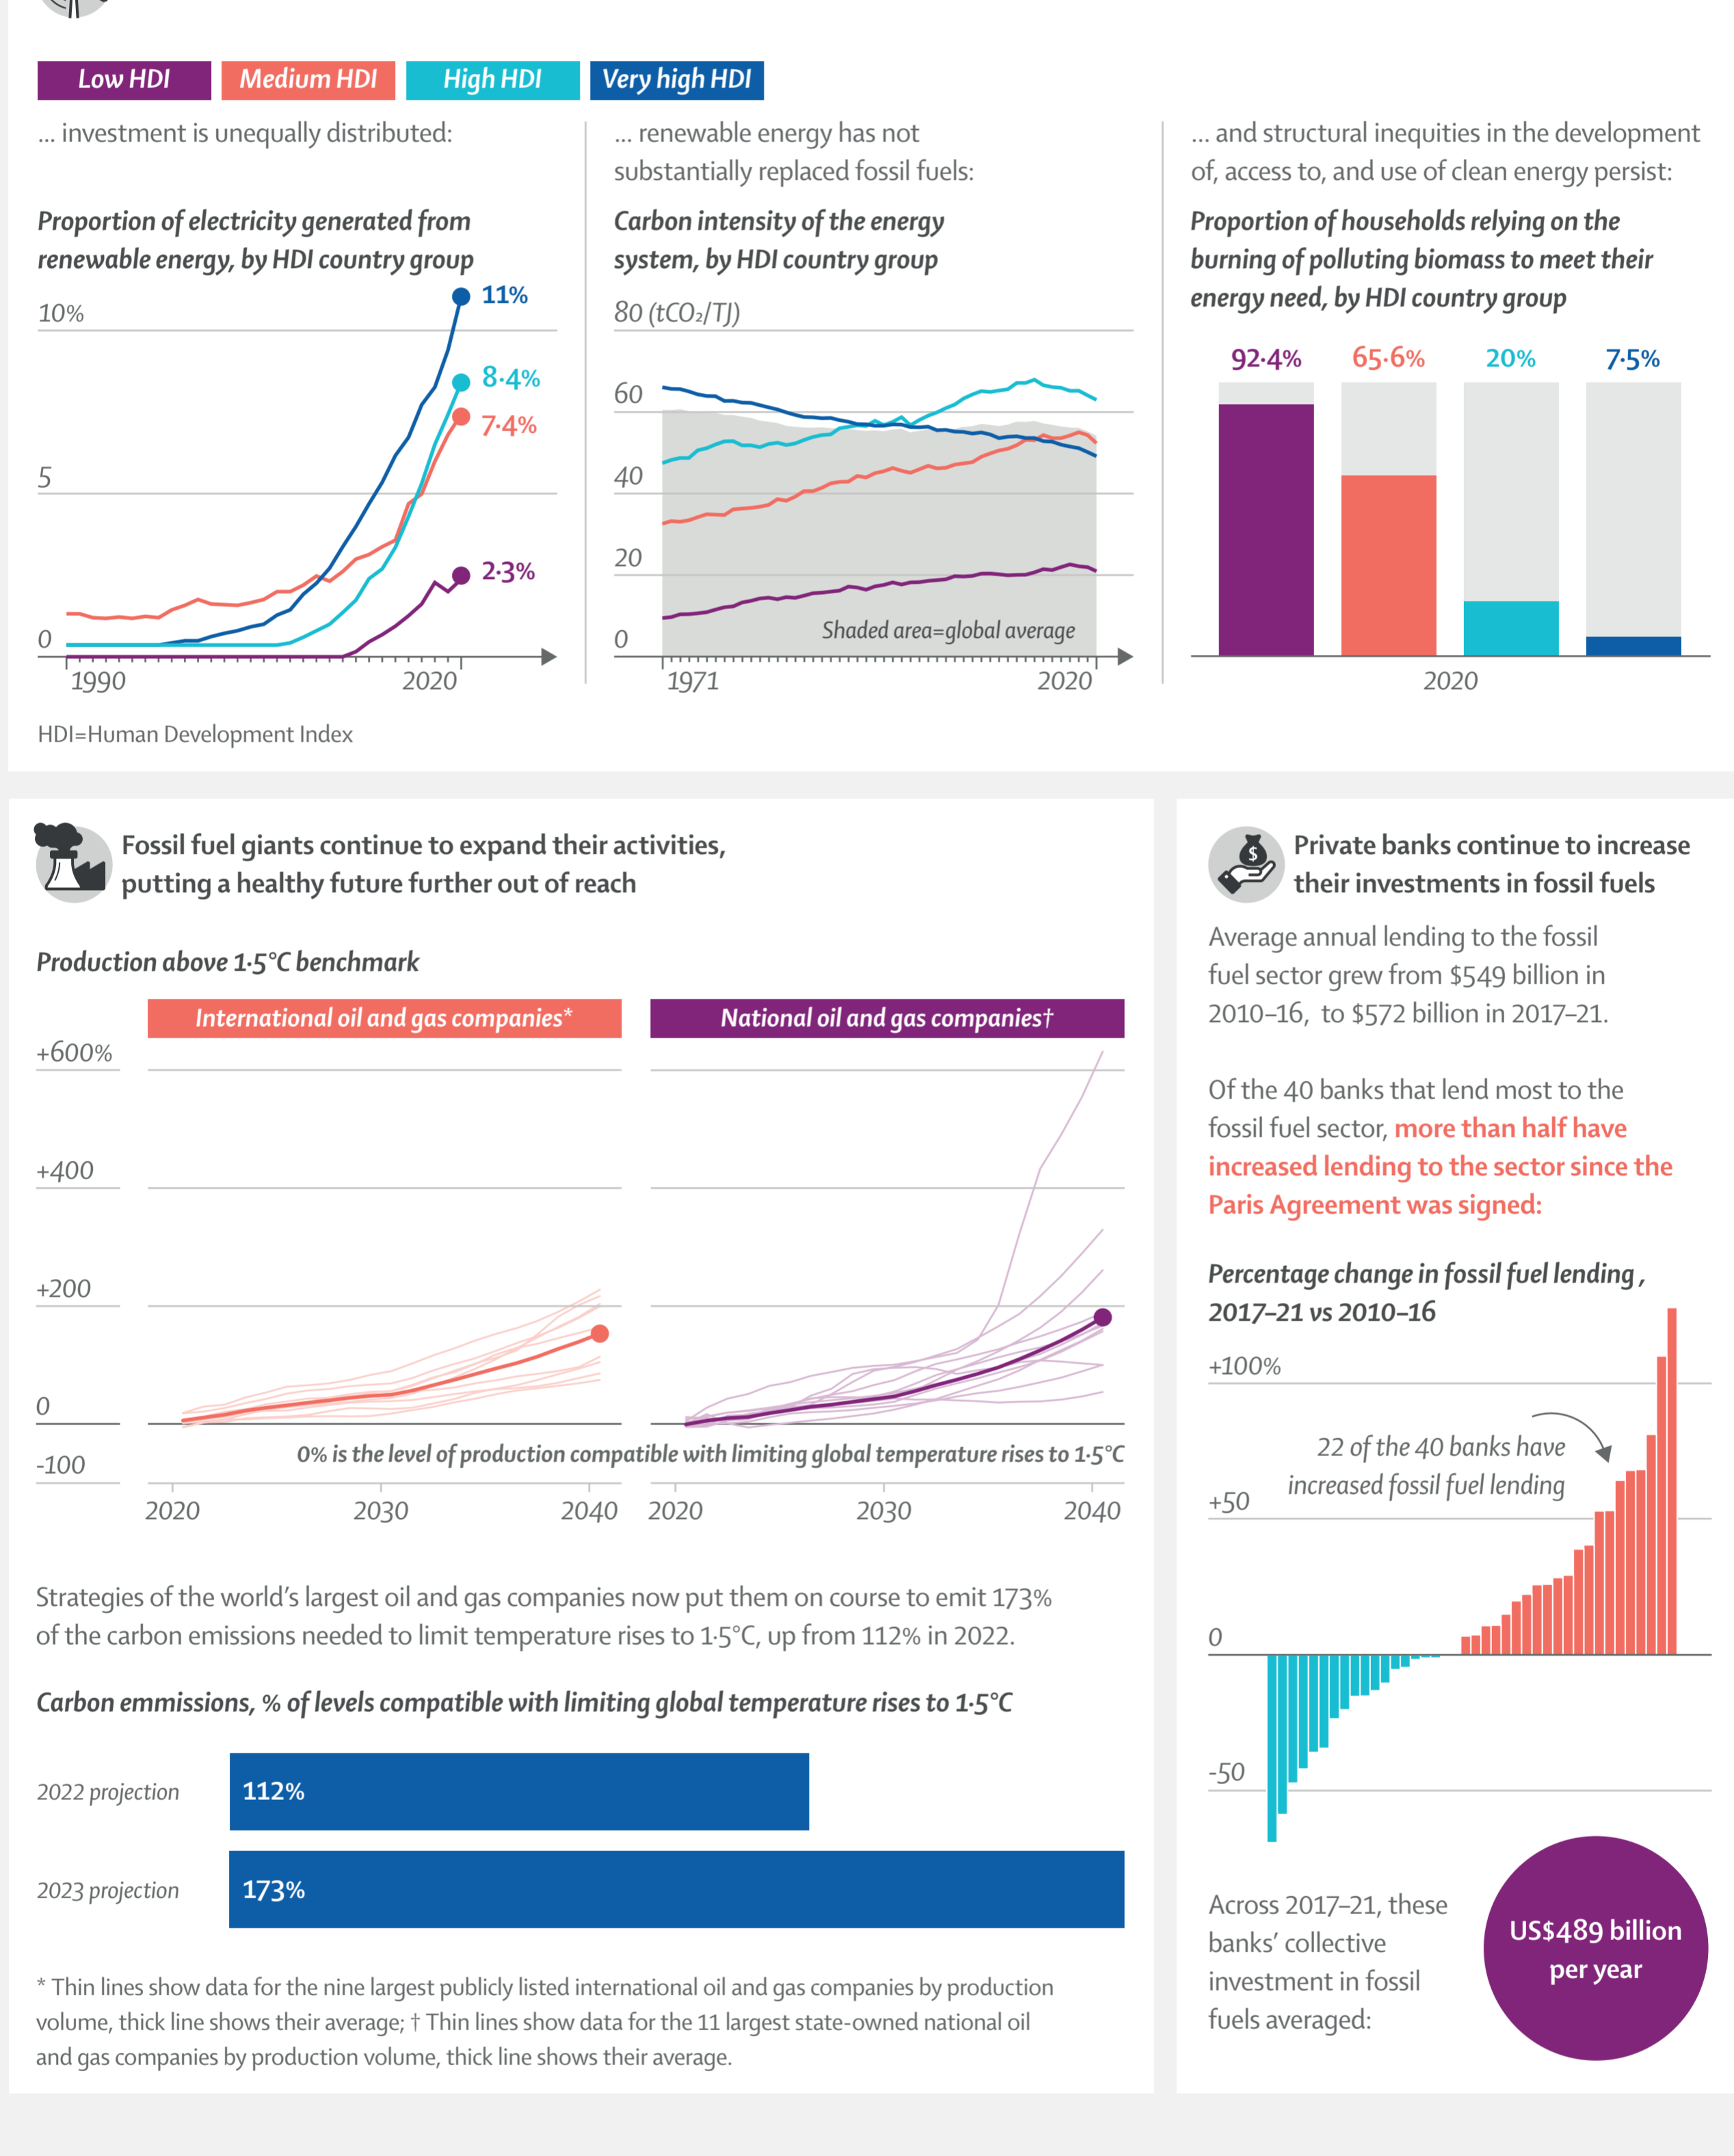 Low HDI
Medium HDI
High HDI
Very high HDI
... investment is unequally distributed:
Proportion of electricity generated from
renewable energy, by HDI country group
10%
5
0
11%
8·4%
7·4%
2·3%
1990
2020
... renewable energy has not
substantially replaced fossil fuels:
Carbon intensity of the energy
system, by HDI country group
80 (tCO₂/TJ)
60
40
20
0
Shaded area=global average
1971
2020
... and structural inequities in the development
of, access to, and use of clean energy persist:
Proportion of households relying on the
burning of polluting biomass to meet their
energy need, by HDI country group
92·4%
65·6%
20%
7·5%
2020
HDI=Human Development Index
Fossil fuel giants continue to expand their activities,
putting a healthy future further out of reach
Production above 1·5°C benchmark
International oil and gas companies*
National oil and gas companies†
+600%
+400
+200
0
-100
0% is the level of production compatible with limiting global temperature rises to 1·5°C
2020
2030
2040
2020
2030
2040
Strategies of the world's largest oil and gas companies now put them on course to emit 173%
of the carbon emissions needed to limit temperature rises to 1·5°C, up from 112% in 2022.
Carbon emmissions, % of levels compatible with limiting global temperature rises to 1·5°C
2022 projection
112%
2023 projection
173%
* Thin lines show data for the nine largest publicly listed international oil and gas companies by production
volume, thick line shows their average; † Thin lines show data for the 11 largest state-owned national oil
and gas companies by production volume, thick line shows their average.
$
Private banks continue to increase
their investments in fossil fuels
Average annual lending to the fossil
fuel sector grew from $549 billion in
2010–16, to $572 billion in 2017–21.
Of the 40 banks that lend most to the
fossil fuel sector, more than half have
increased lending to the sector since the
Paris Agreement was signed:
Percentage change in fossil fuel lending ,
2017–21 vs 2010–16
+100%
22 of the 40 banks have
increased fossil fuel lending
+50
0
-50
Across 2017–21, these
banks' collective
investment in fossil
fuels averaged:
US$489 billion
per year